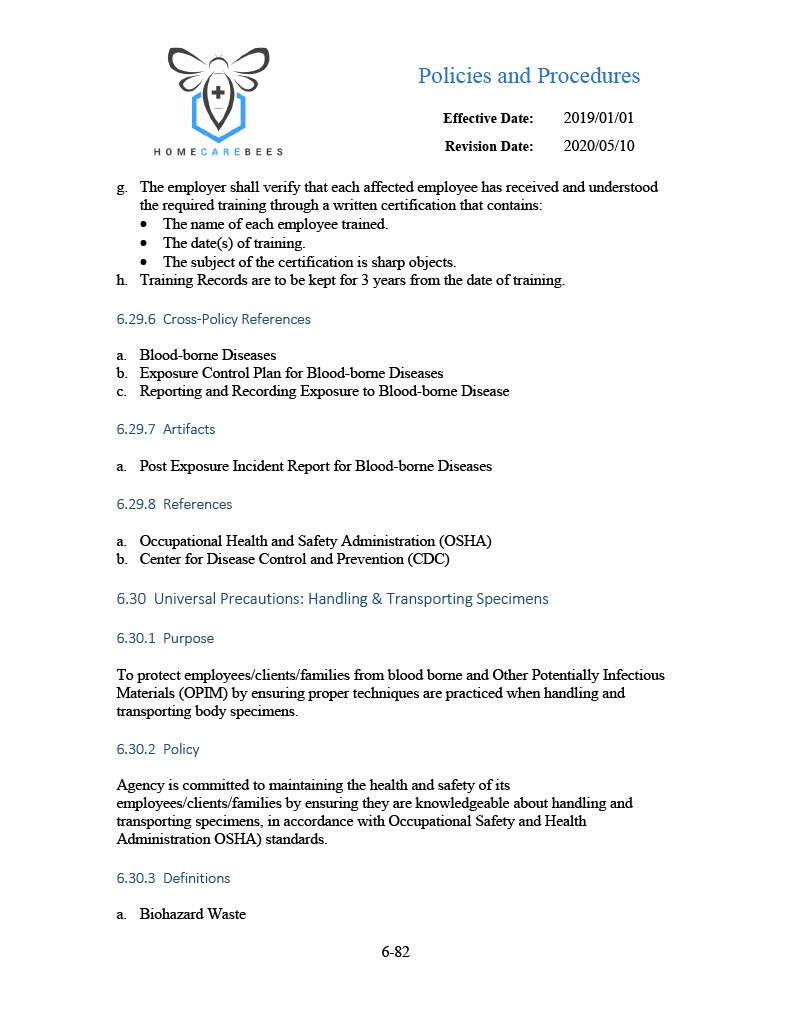 HOMECAREBEES
Policies and Procedures
Effective Date: 2019/01/01
Revision Date: 2020/05/10
g. The employer shall verify that each affected employee has received and understood
the required training through a written certification that contains:
• The name of each employee trained.
• The date(s) of training.
• The subject of the certification is sharp objects.
h. Training Records are to be kept for 3 years from the date of training.
6.29.6 Cross-Policy References
a. Blood-borne Diseases
b. Exposure Control Plan for Blood-borne Diseases
c. Reporting and Recording Exposure to Blood-borne Disease
6.29.7 Artifacts
a. Post Exposure Incident Report for Blood-borne Diseases
6.29.8 References
a. Occupational Health and Safety Administration (OSHA)
b. Center for Disease Control and Prevention (CDC)
6.30 Universal Precautions: Handling & Transporting Specimens
6.30.1 Purpose
To protect employees/clients/families from blood borne and Other Potentially Infectious
Materials (OPIM) by ensuring proper techniques are practiced when handling and
transporting body specimens.
6.30.2 Policy
Agency is committed to maintaining the health and safety of its
employees/clients/families by ensuring they are knowledgeable about handling and
transporting specimens, in accordance with Occupational Safety and Health
Administration OSHA) standards.
6.30.3 Definitions
a. Biohazard Waste
6-82